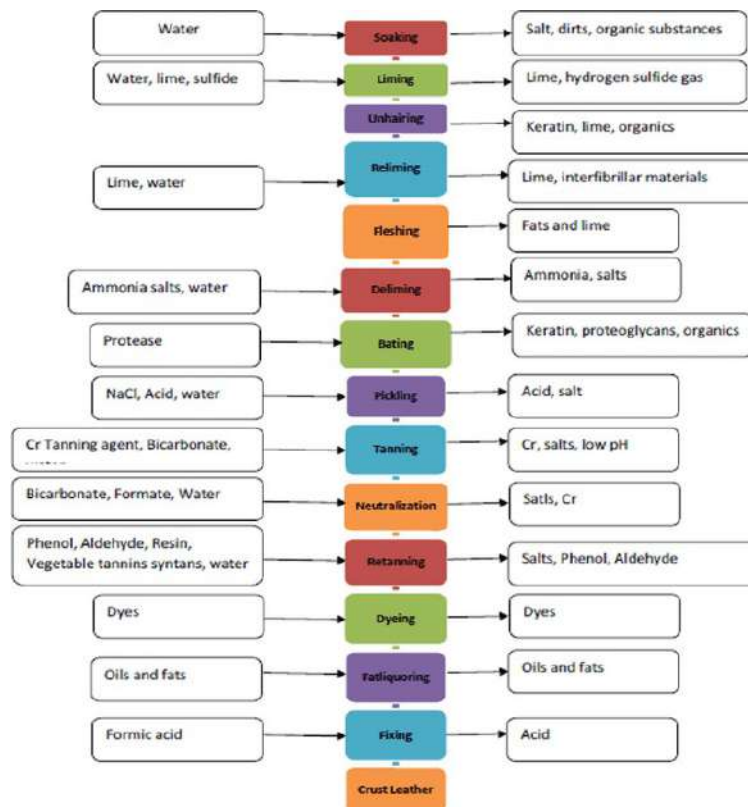 Water
Soaking
Salt, dirts, organic substances
Water, lime, sulfide
Liming
Lime, hydrogen sulfide gas
Unhairing
Keratin, lime, organics
Lime, water
Reliming
Lime, interfibrillar materials
Fleshing
Fats and lime
Ammonia salts, water
Deliming
Ammonia, salts
Protease
Bating
Keratin, proteoglycans, organics
NaCl, Acid, water
Pickling
Acid, salt
Cr Tanning agent, Bicarbonate,
Tanning
Cr, salts, low pH
Bicarbonate, Formate, Water
Neutralization
Satls, Cr
Phenol, Aldehyde, Resin,
Vegetable tannins syntans, water
Retanning
Salts, Phenol, Aldehyde
Dyes
Dyeing
Dyes
Oils and fats
Fatliquoring
Oils and fats
Formic acid
Fixing
Acid
Crust Leather